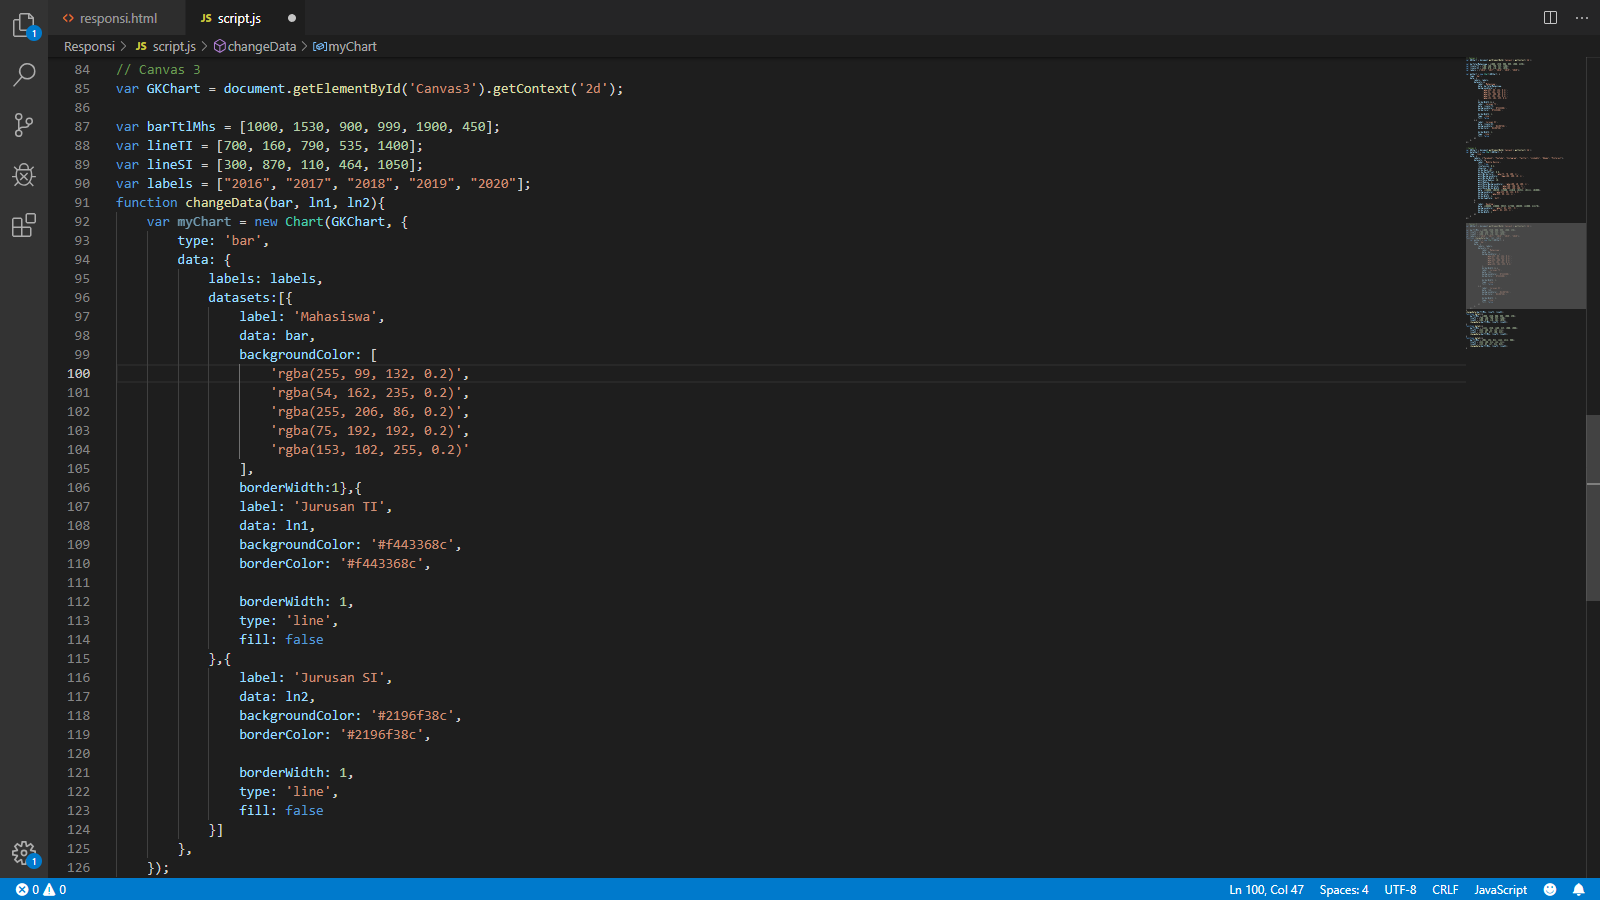 1
responsi.html
JS script.js
Responsi > JS script.js > changeData > myChart
84 // Canvas 3
85 var GKChart = document.getElementById('Canvas3').getContext('2d');
86
87 var barTtlMhs = [1000, 1530, 900, 999, 1900, 450];
88 var lineTI = [700, 160, 790, 535, 1400];
89 var lineSI = [300, 870, 110, 464, 1050];
90 var labels = ["2016", "2017", "2018", "2019", "2020"];
91 function changeData(bar, ln1, ln2){
92 var myChart = new Chart(GKChart, {
93 type: 'bar',
94 data: {
95 labels: labels,
96 datasets:[{
97 label: 'Mahasiswa',
98 data: bar,
99 backgroundColor: [
100 'rgba(255, 99, 132, 0.2)',
101 'rgba(54, 162, 235, 0.2)',
102 'rgba(255, 206, 86, 0.2)',
103 'rgba(75, 192, 192, 0.2)',
104 'rgba(153, 102, 255, 0.2)'
105 ],
106 borderWidth:1},{
107 label: 'Jurusan TI',
108 data: ln1,
109 backgroundColor: '#f443368c',
110 borderColor: '#f443368c',
111
112 borderWidth: 1,
113 type: 'line',
114 fill: false
115 },{
116 label: 'Jurusan SI',
117 data: ln2,
118 backgroundColor: '#2196f38c',
119 borderColor: '#2196f38c',
120
121 borderWidth: 1,
122 type: 'line',
123 fill: false
124 }]
125 },
126 });
1
0 0
Ln 100, Col 47 Spaces: 4 UTF-8 CRLF JavaScript